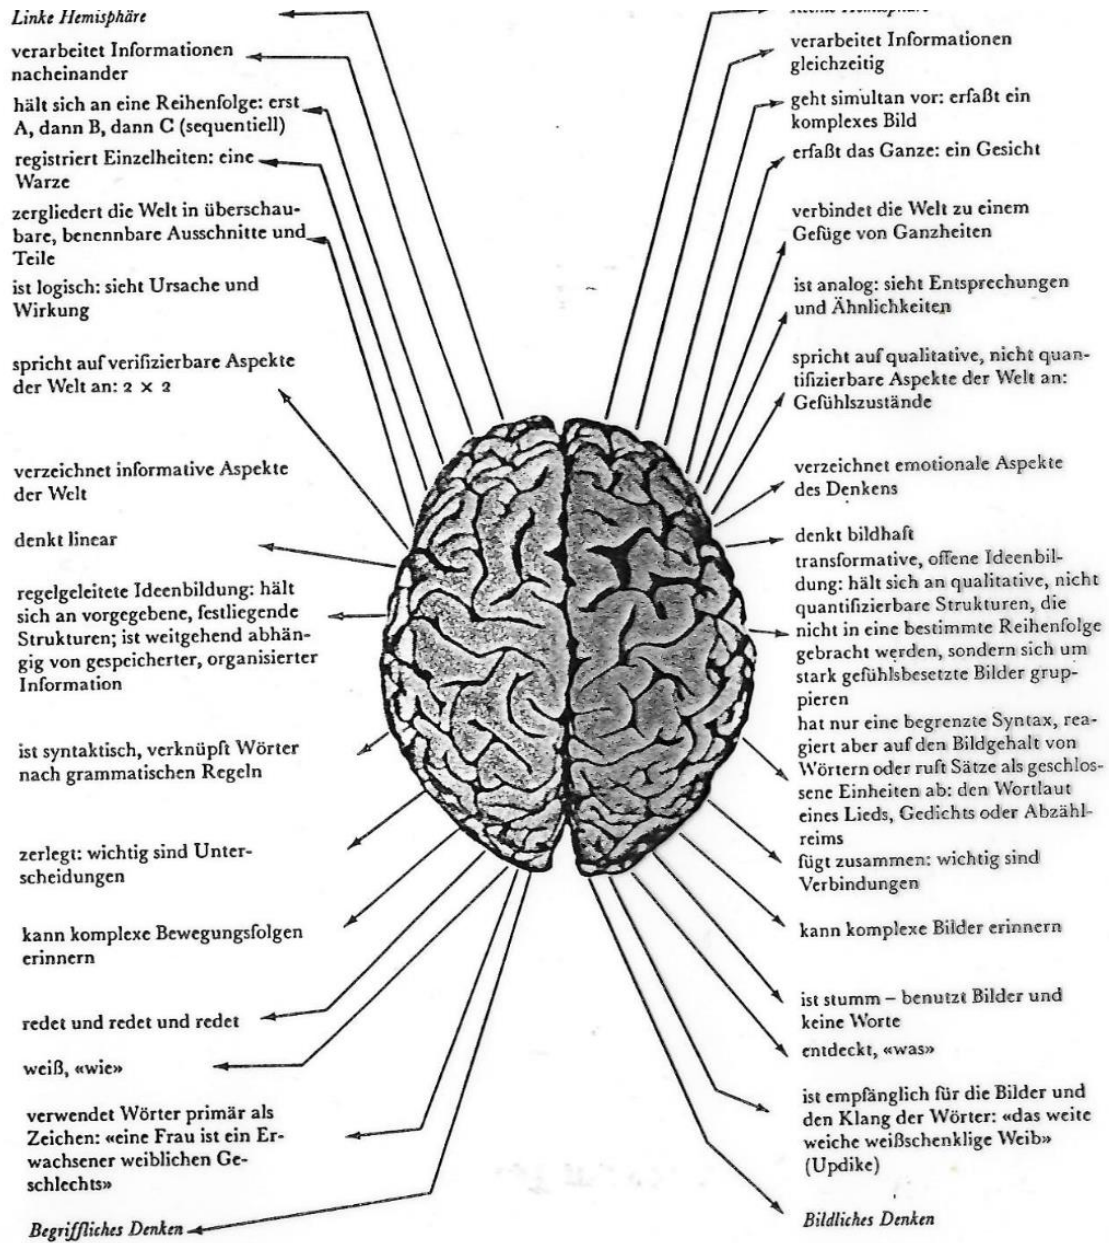 Linke Hemisphäre
verarbeitet Informationen
nacheinander
hält sich an eine Reihenfolge: erst
A, dann B, dann C (sequentiell)
registriert Einzelheiten: eine
Warze
zergliedert die Welt in überschau-
bare, benennbare Ausschnitte und
Teile
ist logisch: sieht Ursache und
Wirkung
spricht auf verifizierbare Aspekte
der Welt an: 2 × 2
verzeichnet informative Aspekte
der Welt
denkt linear
regelgeleitete Ideenbildung: hält
sich an vorgegebene, festliegende
Strukturen; ist weitgehend abhän-
gig von gespeicherter, organisierter
Information
ist syntaktisch, verknüpft Wörter
nach grammatischen Regeln
zerlegt: wichtig sind Unter-
scheidungen
kann komplexe Bewegungsfolgen
erinnern
redet und redet und redet
weiß, «wie»
verwendet Wörter primär als
Zeichen: «eine Frau ist ein Er-
wachsener weiblichen Ge-
schlechts»
Begriffliches Denken
Rechte Hemisphäre
verarbeitet Informationen
gleichzeitig
geht simultan vor: erfaßt ein
komplexes Bild
erfaßt das Ganze: ein Gesicht
verbindet die Welt zu einem
Gefüge von Ganzheiten
ist analog: sieht Entsprechungen
und Ähnlichkeiten
spricht auf qualitative, nicht quan-
tifizierbare Aspekte der Welt an:
Gefühlszustände
verzeichnet emotionale Aspekte
des Denkens
denkt bildhaft
transformative, offene Ideenbil-
dung: hält sich an qualitative, nicht
quantifizierbare Strukturen, die
nicht in eine bestimmte Reihenfolge
gebracht werden, sondern sich um
stark gefühlsbesetzte Bilder grup-
pieren
hat nur eine begrenzte Syntax, rea-
giert aber auf den Bildgehalt von
Wörtern oder ruft Sätze als geschlos-
sene Einheiten ab: den Wortlaut
eines Lieds, Gedichts oder Abzähl-
reims
fügt zusammen: wichtig sind
Verbindungen
kann komplexe Bilder erinnern
ist stumm – benutzt Bilder und
keine Worte
entdeckt, «was»
ist empfänglich für die Bilder und
den Klang der Wörter: «das weite
weiche weißschenklige Weib»
(Updike)
Bildliches Denken